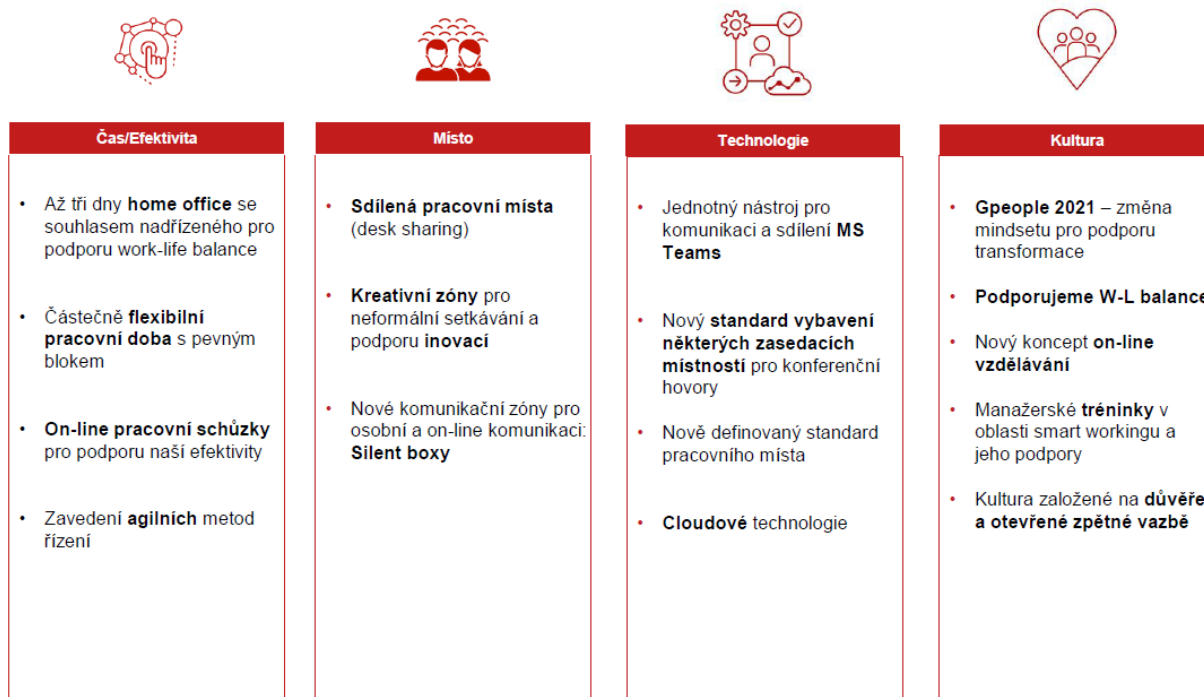 Čas/Efektivita
Až tři dny home office se
souhlasem nadřízeného pro
podporu work-life balance
Částečně flexibilní
pracovní doba s pevným
blokem
On-line pracovní schůzky
pro podporu naší efektivity
Zavedení agilních metod
řízení
Místo
Sdílená pracovní místa
(desk sharing)
Kreativní zóny pro
neformální setkávání a
podporu inovací
Nové komunikační zóny pro
osobní a on-line komunikaci:
Silent boxy
Technologie
Jednotný nástroj pro
komunikaci a sdílení MS
Teams
Nový standard vybavení
některých zasedacích
místností pro konferenční
hovory
Nově definovaný standard
pracovního místa
Cloudové technologie
Kultura
Gpeople 2021 – změna
mindsetu pro podporu
transformace
Podporujeme W-L balance
Nový koncept on-line
vzdělávání
Manažerské tréninky v
oblasti smart workingu a
jeho podpory
Kultura založené na důvěře
a otevřené zpětné vazbě